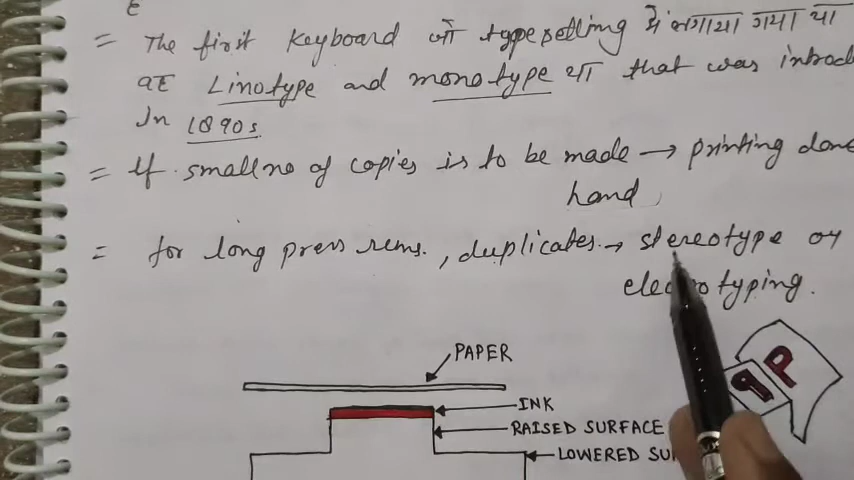 = The first Keyboard जो typesetting में लगाया गया था
वह Linotype and monotype था that was introd
In 1890s
= If small no of copies is to be made → printing done
hand
= for long press runs, duplicates → stereotype or
electrotyping.
PAPER
INK
RAISED SURFACE
LOWERED SU
P